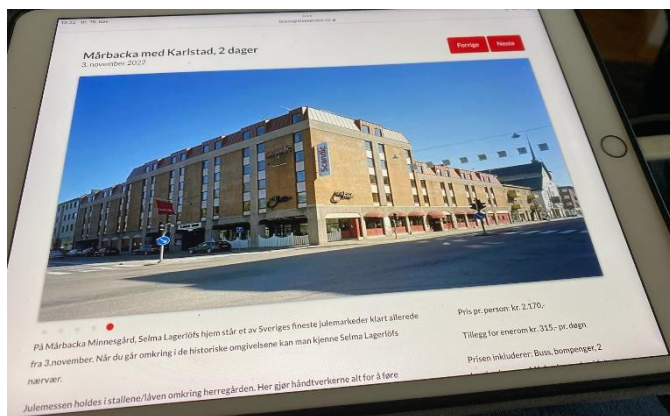 Mårbacka med Karlstad, 2 dager
3. november 2022
Forrige
Neste
Scandic
På Mårbacka Minnesgård, Selma Lagerlöfs hjem står et av Sveriges fineste julemarkeder klart allerede
fra 3.november. Når du går omkring i de historiske omgivelsene kan man kjenne Selma Lagerlöfs
nærvær.
Julemessen holdes i stallene/låven omkring herregården. Her gjør håndtverkerne alt for å føre
Pris pr. person: kr. 2.170,-
Tillegg for enerom kr. 315,- pr. døgn
Prisen inkluderer: Buss, bompenger, 2